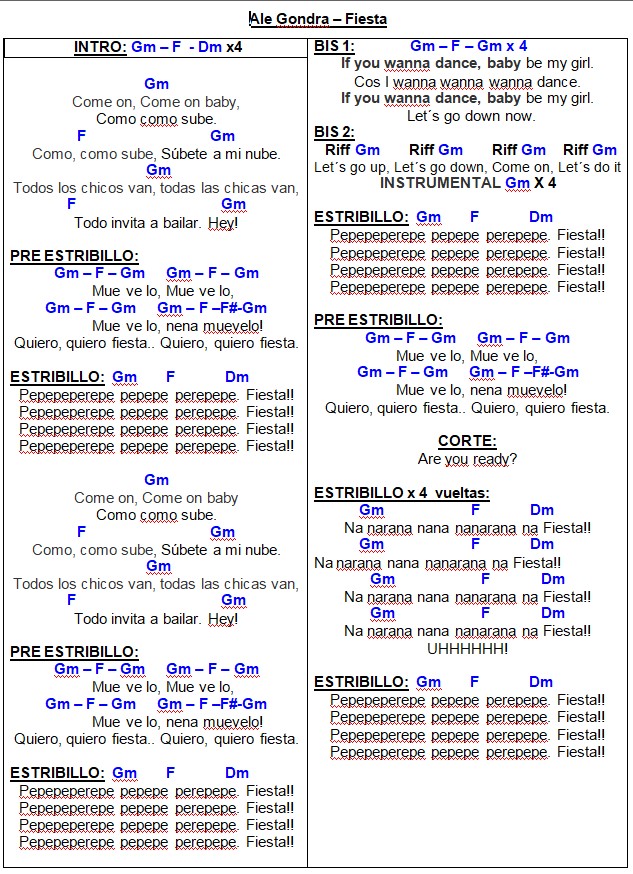 Ale Gondra – Fiesta
INTRO: Gm – F - Dm x4
Gm
Come on, Come on baby,
Como como sube.
F Gm
Como, como sube, Súbete a mi nube.
Gm
Todos los chicos van, todas las chicas van,
F Gm
Todo invita a bailar. Hey!
PRE ESTRIBILLO:
Gm – F – Gm Gm – F – Gm
Mue ve lo, Mue ve lo,
Gm – F – Gm Gm – F –F#-Gm
Mue ve lo, nena muevelo!
Quiero, quiero fiesta.. Quiero, quiero fiesta.
ESTRIBILLO: Gm F Dm
Pepepeperepe pepepe perepepe. Fiesta!!
Pepepeperepe pepepe perepepe. Fiesta!!
Pepepeperepe pepepe perepepe. Fiesta!!
Pepepeperepe pepepe perepepe. Fiesta!!
Gm
Come on, Come on baby
Como como sube.
F Gm
Como, como sube, Súbete a mi nube.
Gm
Todos los chicos van, todas las chicas van,
F Gm
Todo invita a bailar. Hey!
PRE ESTRIBILLO:
Gm – F – Gm Gm – F – Gm
Mue ve lo, Mue ve lo,
Gm – F – Gm Gm – F –F#-Gm
Mue ve lo, nena muevelo!
Quiero, quiero fiesta.. Quiero, quiero fiesta.
ESTRIBILLO: Gm F Dm
Pepepeperepe pepepe perepepe. Fiesta!!
Pepepeperepe pepepe perepepe. Fiesta!!
Pepepeperepe pepepe perepepe. Fiesta!!
Pepepeperepe pepepe perepepe. Fiesta!!
BIS 1: Gm – F – Gm x 4
If you wanna dance, baby be my girl.
Cos I wanna wanna wanna dance.
If you wanna dance, baby be my girl.
Let´s go down now.
BIS 2:
Riff Gm Riff Gm Riff Gm Riff Gm
Let´s go up, Let´s go down, Come on, Let´s do it
INSTRUMENTAL Gm X 4
ESTRIBILLO: Gm F Dm
Pepepeperepe pepepe perepepe. Fiesta!!
Pepepeperepe pepepe perepepe. Fiesta!!
Pepepeperepe pepepe perepepe. Fiesta!!
Pepepeperepe pepepe perepepe. Fiesta!!
PRE ESTRIBILLO:
Gm – F – Gm Gm – F – Gm
Mue ve lo, Mue ve lo,
Gm – F – Gm Gm – F –F#-Gm
Mue ve lo, nena muevelo!
Quiero, quiero fiesta.. Quiero, quiero fiesta.
CORTE:
Are you ready?
ESTRIBILLO x 4 vueltas:
Gm F Dm
Na narana nana nanarana na Fiesta!!
Gm F Dm
Na narana nana nanarana na Fiesta!!
Gm F Dm
Na narana nana nanarana na Fiesta!!
Gm F Dm
Na narana nana nanarana na Fiesta!!
UHHHHHH!
ESTRIBILLO: Gm F Dm
Pepepeperepe pepepe perepepe. Fiesta!!
Pepepeperepe pepepe perepepe. Fiesta!!
Pepepeperepe pepepe perepepe. Fiesta!!
Pepepeperepe pepepe perepepe. Fiesta!!